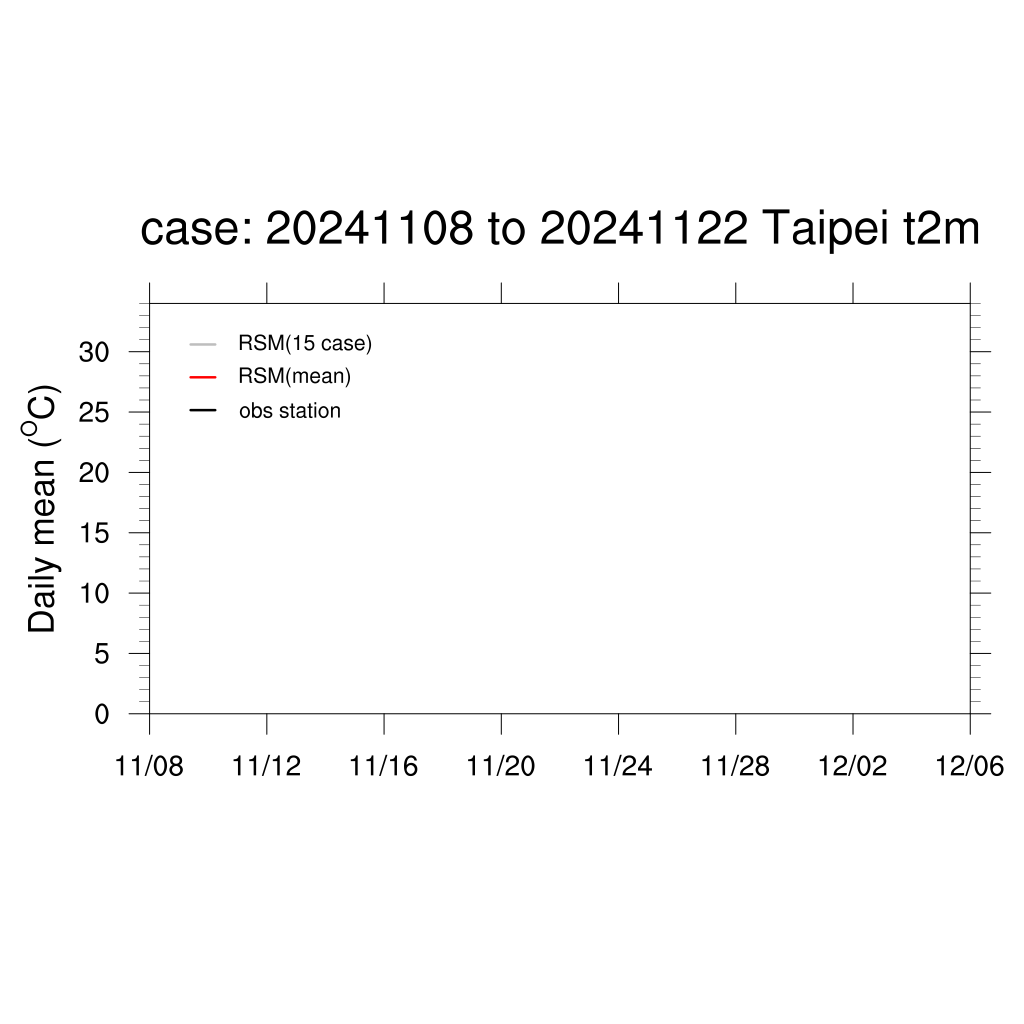 case: 20241108 to 20241122 Taipei t2m
RSM(15 case)
RSM(mean)
obs station
Daily mean (°C)
30
25
20
15
10
5
0
11/08 11/12 11/16 11/20 11/24 11/28 12/02 12/06